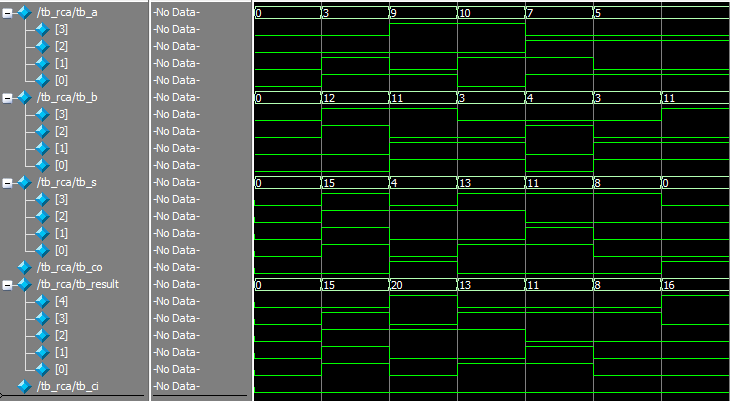 /tb_rca/tb_a -No Data- 0 3 9 10 7 5
[3] -No Data-
[2] -No Data-
[1] -No Data-
[0] -No Data-
/tb_rca/tb_b -No Data- 0 12 11 3 4 3 11
[3] -No Data-
[2] -No Data-
[1] -No Data-
[0] -No Data-
/tb_rca/tb_s -No Data- 0 15 4 13 11 8 0
[3] -No Data-
[2] -No Data-
[1] -No Data-
[0] -No Data-
/tb_rca/tb_co -No Data-
/tb_rca/tb_result -No Data- 0 15 20 13 11 8 16
[4] -No Data-
[3] -No Data-
[2] -No Data-
[1] -No Data-
[0] -No Data-
/tb_rca/tb_ci -No Data-